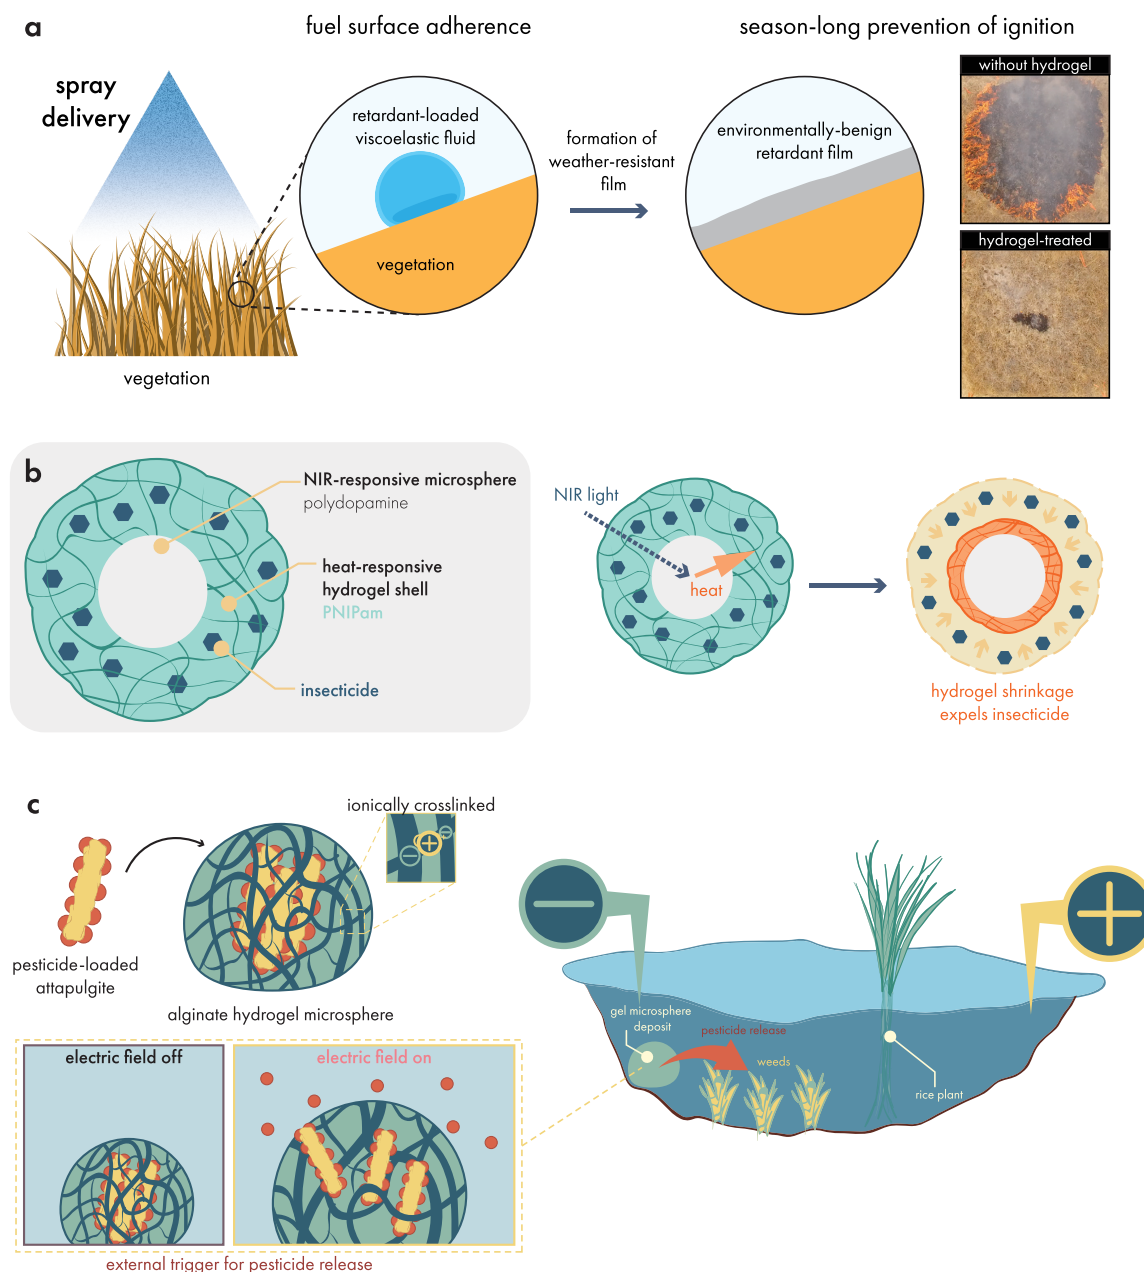 a
fuel surface adherence
season-long prevention of ignition
spray
delivery
vegetation
retardant-loaded
viscoelastic fluid
vegetation
formation of
weather-resistant
film
environmentally-benign
retardant film
without hydrogel
hydrogel-treated
b
NIR-responsive microsphere
polydopamine
heat-responsive
hydrogel shell
PNIPam
insecticide
NIR light
heat
hydrogel shrinkage
expels insecticide
c
pesticide-loaded
attapulgite
ionically crosslinked
alginate hydrogel microsphere
electric field off
electric field on
external trigger for pesticide release
gel microsphere
deposit
pesticide release
weeds
rice plant